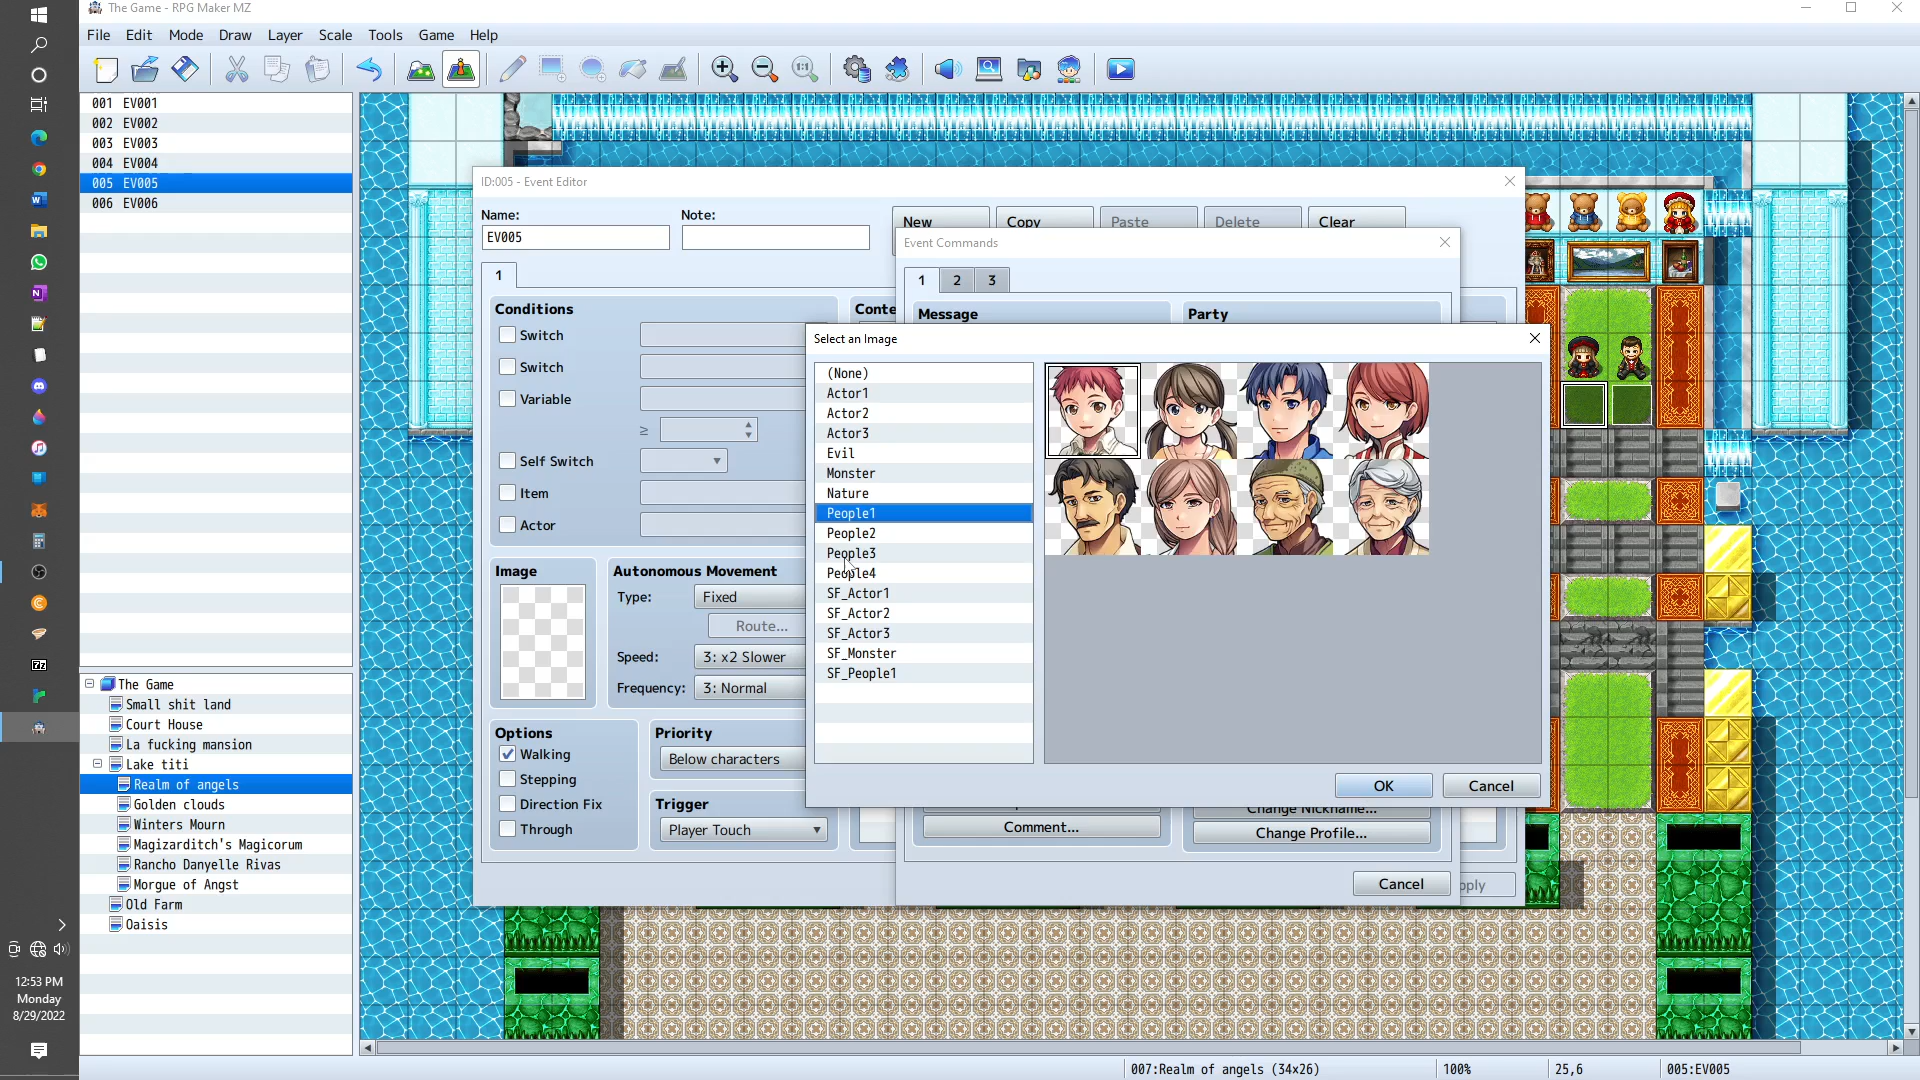 The Game - RPG Maker MZ
File Edit Mode Draw Layer Scale Tools Game Help
001 EV001
002 EV002
003 EV003
004 EV004
005 EV005
006 EV006
ID:005 - Event Editor
Name:
Note:
EV005
New
Copy
Paste
Delete
Clear
Event Commands
1
1 2 3
Conditions
Conte
Message
Party
Switch
Switch
Variable
≥
Self Switch
Item
Actor
Select an Image
(None)
Actor1
Actor2
Actor3
Evil
Monster
Nature
People1
People2
People3
People4
SF_Actor1
SF_Actor2
SF_Actor3
SF_Monster
SF_People1
OK
Cancel
Image
Autonomous Movement
Type:
Fixed
Route...
Speed:
3: x2 Slower
Frequency:
3: Normal
Options
Walking
Stepping
Direction Fix
Through
Priority
Below characters
Trigger
Player Touch
Change Nickname...
Comment...
Change Profile...
Cancel
pply
The Game
Small shit land
Court House
La fucking mansion
Lake titi
Realm of angels
Golden clouds
Winters Mourn
Magizarditch's Magicorum
Rancho Danyelle Rivas
Morgue of Angst
Old Farm
Oaisis
12:53 PM
Monday
8/29/2022
007:Realm of angels (34x26)
100%
25,6
005:EV005